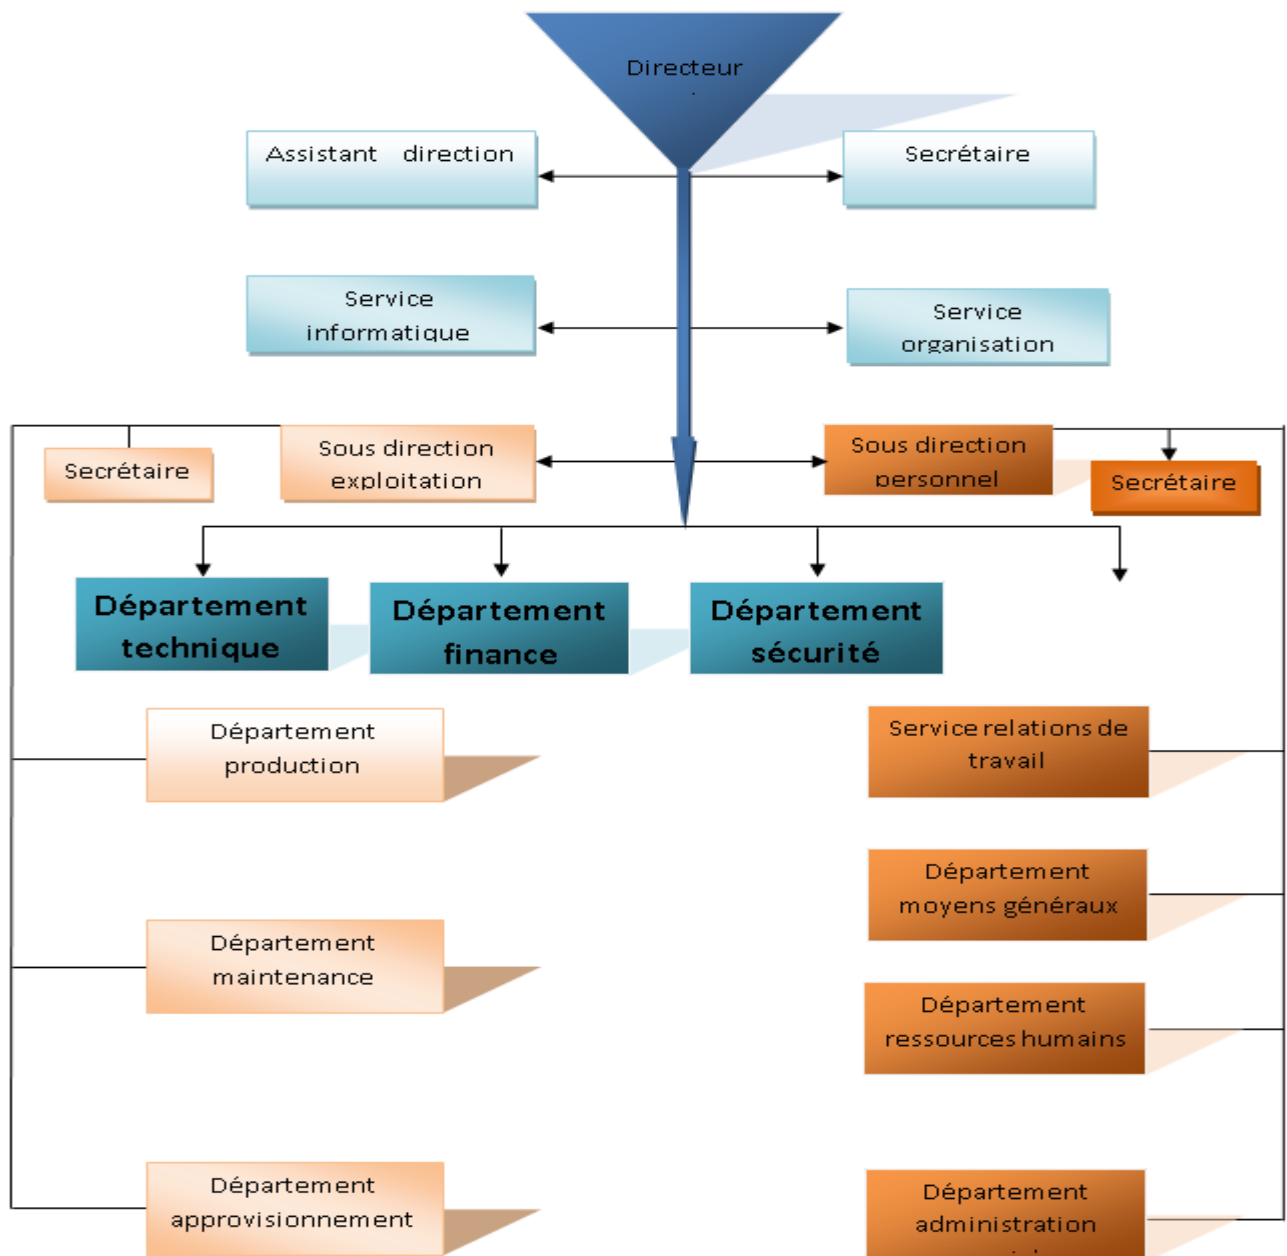 Directeur
Assistant direction
Secrétaire
Service
informatique
Service
organisation
Secrétaire
Sous direction
exploitation
Sous direction
personnel
Secrétaire
Département
technique
Département
finance
Département
sécurité
Département
production
Service relations de
travail
Département
moyens généraux
Département
maintenance
Département
ressources humains
Département
approvisionnement
Département
administration